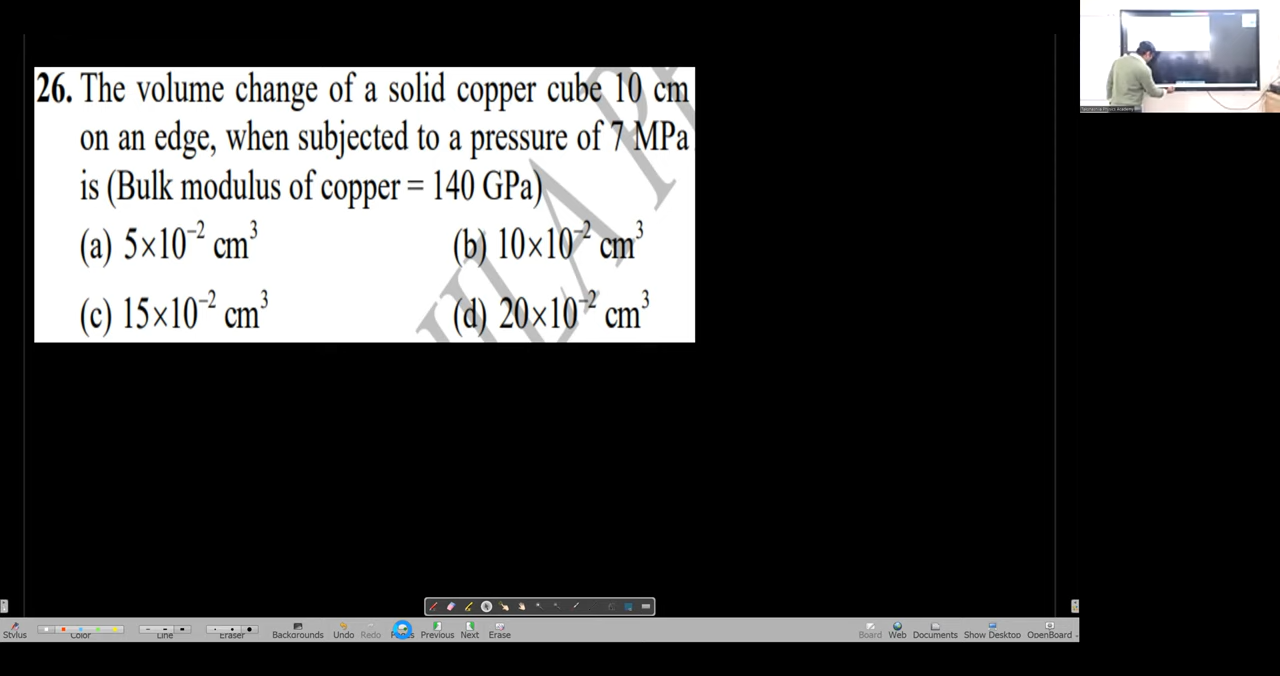 26. The volume change of a solid copper cube 10 cm
on an edge, when subjected to a pressure of 7 MPa
is (Bulk modulus of copper = 140 GPa)
(a) 5×10⁻² cm³ (b) 10×10⁻² cm³
(c) 15×10⁻² cm³ (d) 20×10⁻² cm³
Stylus Color Line Eraser Backgrounds Undo Redo Previous Next Erase Board Web Documents Show Desktop OpenBoard